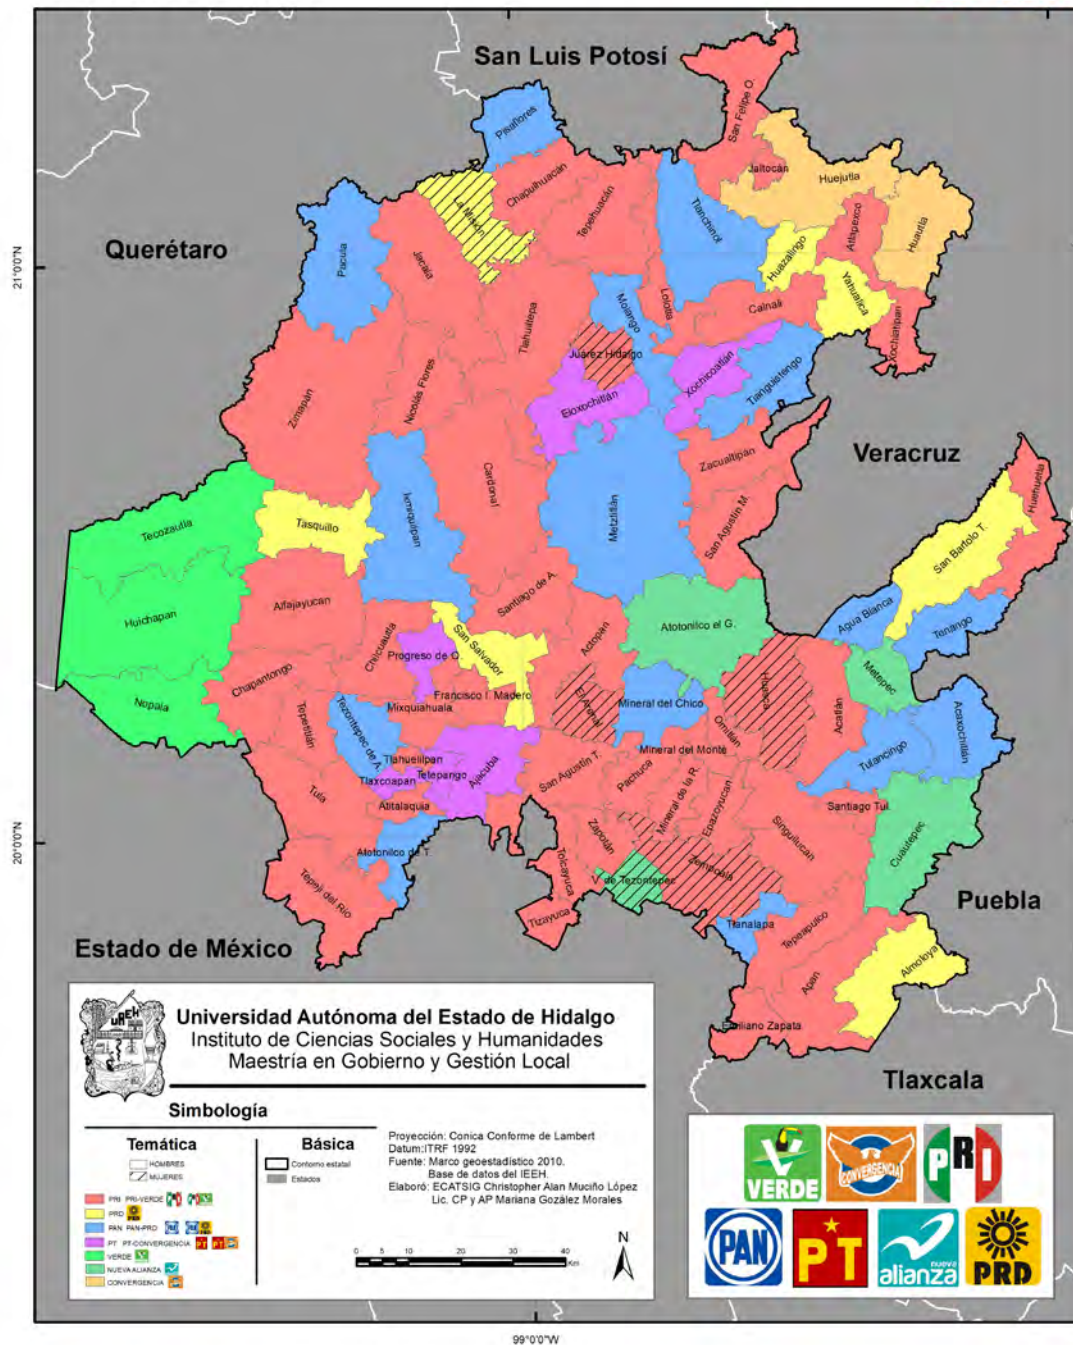 San Luis Potosí
Querétaro
Veracruz
Puebla
Estado de México
Tlaxcala
21°0'0"N
20°0'0"N
99°0'0"W
Pisaflores
San Felipe O.
Chapulhuacán
La Misión
Jaltocán
Huejutla
Tepehuacán
Tlanchinol
Atlapexco
Huautla
Pacula
Jacala
Huazalingo
Yahualica
Molango
Lolotla
Calnali
Xochiatipan
Tlahuiltepa
Juárez Hidalgo
Xochicoatlán
Tianguistengo
Eloxochitlán
Nicolás Flores
Zimapán
Zacualtipán
Cardonal
Metztitlán
San Agustín M.
Huehuetla
San Bartolo T.
Tecozautla
Tasquillo
Ixmiquilpan
Huichapan
Alfajayucan
Santiago de A.
Atotonilco el G.
Agua Blanca
Tenango
Actopan
Chilcuautla
San Salvador
Progreso de O.
Metepec
Huasca
Chapantongo
Francisco I. Madero
El Arenal
Mineral del Chico
Nopala
Mixquiahuala
Acatlán
Acaxochitlán
Tepetitlán
Tezontepec de A.
Omitlán
Tulancingo
Mineral del Monte
Tlahuelilpan
Tetepango
Ajacuba
San Agustín T.
Pachuca
Tlaxcoapan
Mineral de la R.
Epazoyucan
Tula
Atitalaquia
Santiago Tul.
Singuilucan
Cuautepec
Zapotlán
Atotonilco de T.
Tolcayuca
Zempoala
V. de Tezontepec
Tepeji del Río
Tizayuca
Tlanalapa
Tepeapulco
Almoloya
Apan
Emiliano Zapata
UAEH
Universidad Autónoma del Estado de Hidalgo
Instituto de Ciencias Sociales y Humanidades
Maestría en Gobierno y Gestión Local
Simbología
Temática
HOMBRES
MUJERES
PRI PRI-VERDE
PRD
PAN PAN-PRD
PT PT-CONVERGENCIA
VERDE
NUEVA ALIANZA
CONVERGENCIA
Básica
Contorno estatal
Estados
Proyección: Conica Conforme de Lambert
Datum:ITRF 1992
Fuente: Marco geoestadístico 2010.
Base de datos del IEEH.
Elaboró: ECATSIG Christopher Alan Muciño López
Lic. CP y AP Mariana Gozález Morales
0 5 10 20 30 40
Km
N
VERDE
CONVERGENCIA
PRI
PAN
PT
nueva
alianza
PRD